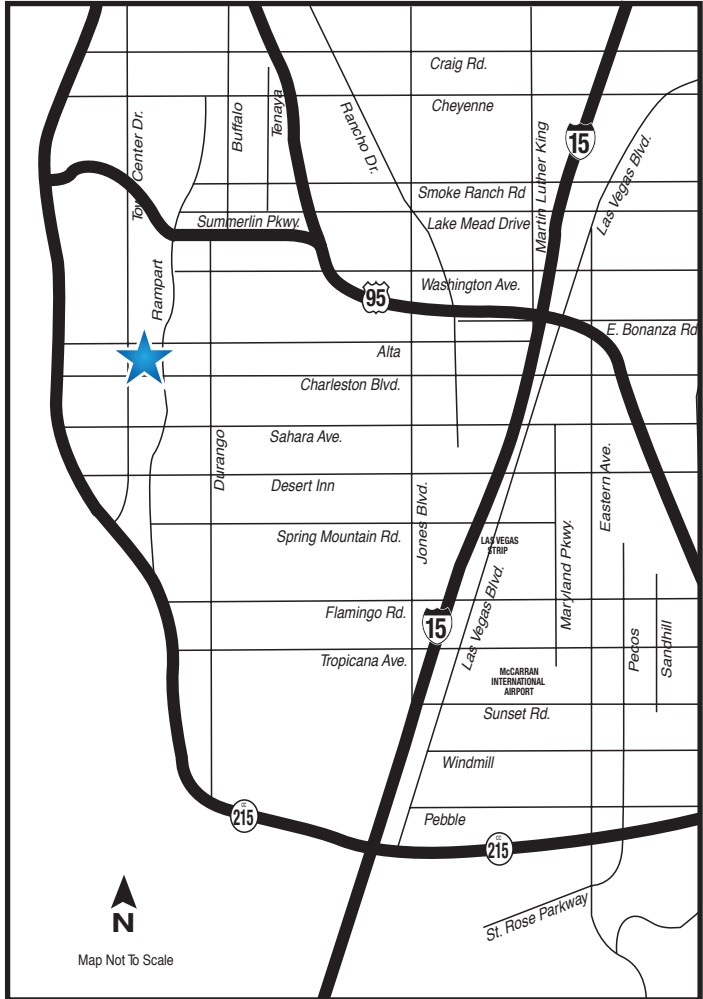 Craig Rd.
Cheyenne
Town Center Dr.
Buffalo
Tenaya
Rancho Dr.
Martin Luther King
15
Las Vegas Blvd.
Smoke Ranch Rd
Lake Mead Drive
Summerlin Pkwy.
Rampart
Washington Ave.
95
E. Bonanza Rd
Alta
Charleston Blvd.
Sahara Ave.
Durango
Desert Inn
Jones Blvd.
Eastern Ave.
Spring Mountain Rd.
LAS VEGAS
STRIP
Maryland Pkwy.
Las Vegas Blvd.
Flamingo Rd.
15
Pecos
Sandhill
Tropicana Ave.
McCARRAN
INTERNATIONAL
AIRPORT
Sunset Rd.
Windmill
CC
215
Pebble
CC
215
St. Rose Parkway
N
Map Not To Scale